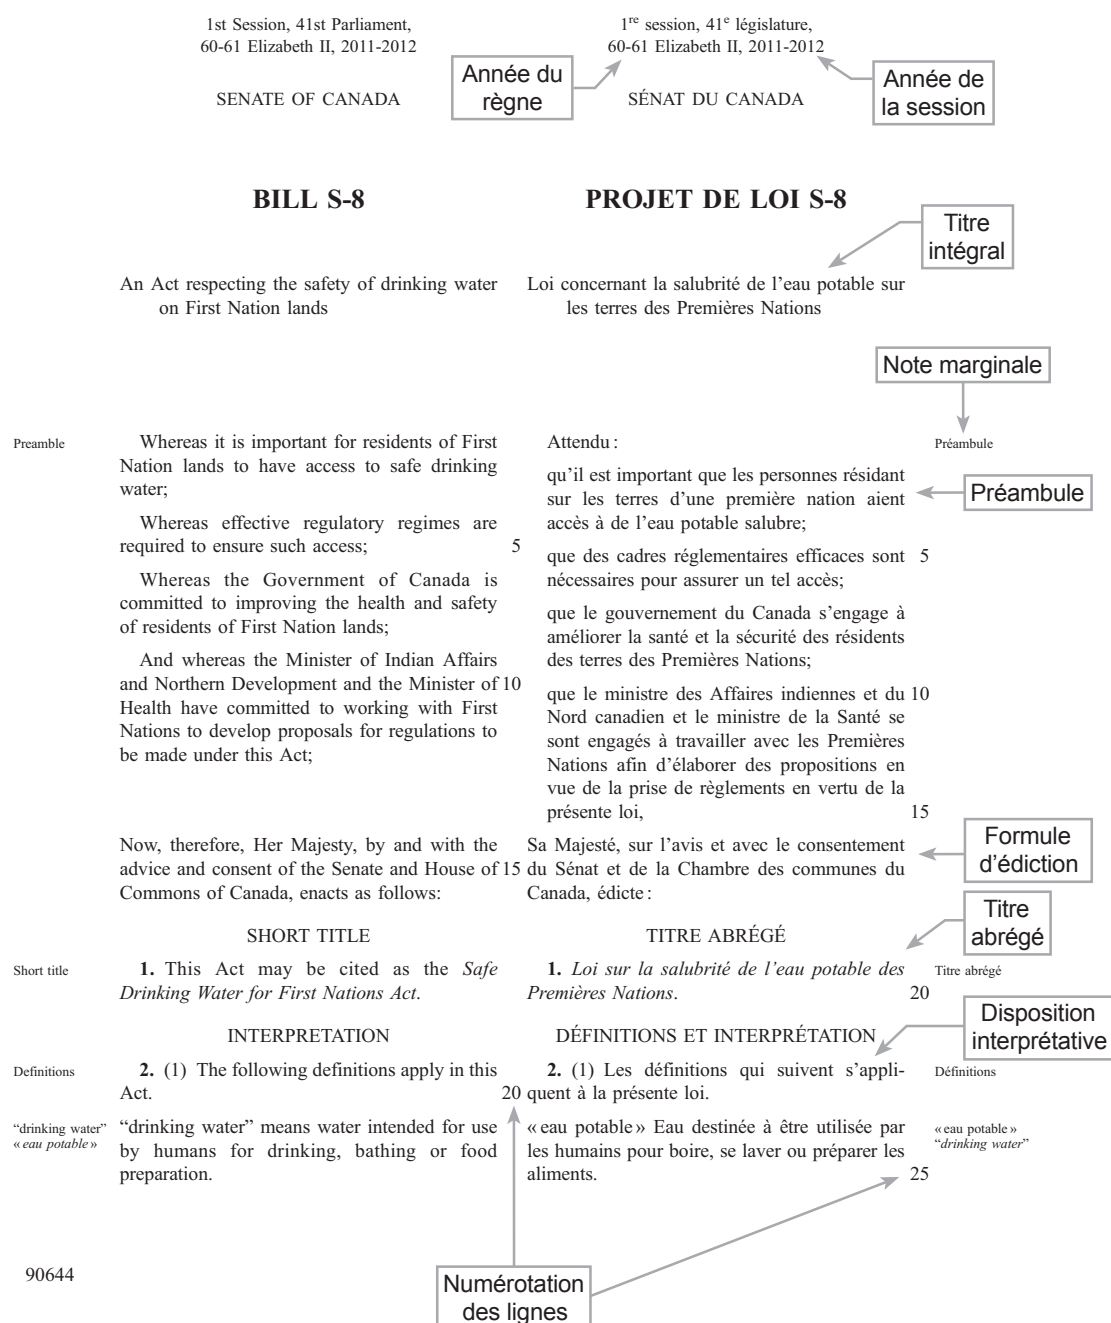 1st Session, 41st Parliament,
60-61 Elizabeth II, 2011-2012
SENATE OF CANADA
BILL S-8
An Act respecting the safety of drinking water
on First Nation lands
Preamble
Whereas it is important for residents of First
Nation lands to have access to safe drinking
water;
Whereas effective regulatory regimes are
required to ensure such access; 5
Whereas the Government of Canada is
committed to improving the health and safety
of residents of First Nation lands;
And whereas the Minister of Indian Affairs
and Northern Development and the Minister of 10
Health have committed to working with First
Nations to develop proposals for regulations to
be made under this Act;
Now, therefore, Her Majesty, by and with the
advice and consent of the Senate and House of 15
Commons of Canada, enacts as follows:
SHORT TITLE
Short title
1. This Act may be cited as the Safe
Drinking Water for First Nations Act.
INTERPRETATION
Definitions
2. (1) The following definitions apply in this
Act. 20
“drinking water”
« eau potable »
“drinking water” means water intended for use
by humans for drinking, bathing or food
preparation.
90644
1re session, 41e législature,
60-61 Elizabeth II, 2011-2012
Année du
règne
Année de
la session
SÉNAT DU CANADA
PROJET DE LOI S-8
Titre
intégral
Loi concernant la salubrité de l’eau potable sur
les terres des Premières Nations
Note marginale
Attendu :
Préambule
qu’il est important que les personnes résidant
sur les terres d’une première nation aient
accès à de l’eau potable salubre;
Préambule
que des cadres réglementaires efficaces sont 5
nécessaires pour assurer un tel accès;
que le gouvernement du Canada s’engage à
améliorer la santé et la sécurité des résidents
des terres des Premières Nations;
que le ministre des Affaires indiennes et du 10
Nord canadien et le ministre de la Santé se
sont engagés à travailler avec les Premières
Nations afin d’élaborer des propositions en
vue de la prise de règlements en vertu de la
présente loi, 15
Sa Majesté, sur l’avis et avec le consentement
du Sénat et de la Chambre des communes du
Canada, édicte :
Formule
d’édiction
TITRE ABRÉGÉ
Titre
abrégé
1. Loi sur la salubrité de l’eau potable des
Premières Nations. 20
Titre abrégé
DÉFINITIONS ET INTERPRÉTATION
Disposition
interprétative
2. (1) Les définitions qui suivent s’appli-
quent à la présente loi.
Définitions
« eau potable » Eau destinée à être utilisée par
les humains pour boire, se laver ou préparer les
aliments. 25
« eau potable »
“drinking water”
Numérotation
des lignes